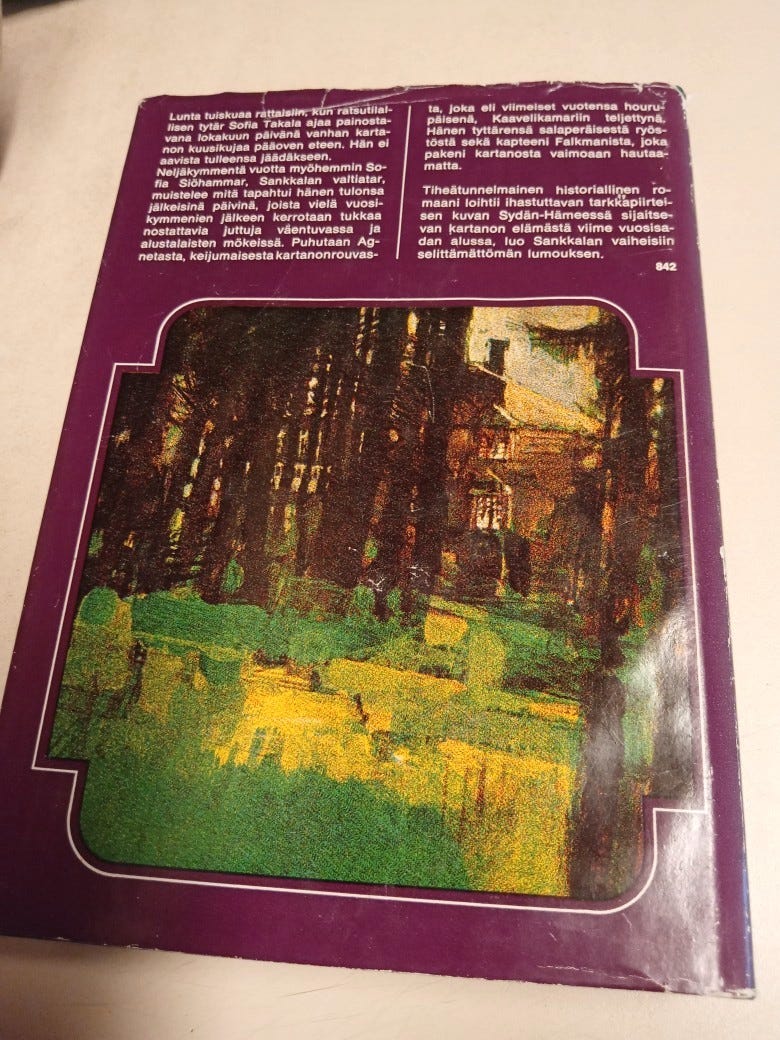 Lunta tuiskuaa rattaisiin, kun ratsutilal-
lisen tytär Sofia Takala ajaa painosta-
vana lokakuun päivänä vanhan karta-
non kuusikujaa pääoven eteen. Hän ei
aavista tulleensa jäädäkseen.
Neljäkymmentä vuotta myöhemmin So-
fia Siöhammar, Sankkalan valtiatar,
muistelee mitä tapahtui hänen tulonsa
jälkeisinä päivinä, joista vielä vuosi-
kymmenien jälkeen kerrotaan tukkaa
nostattavia juttuja väentuvassa ja
alustalaisten mökeissä. Puhutaan Ag-
netasta, keijumaisesta kartanonrouvas-
ta, joka eli viimeiset vuotensa houru-
päisenä, Kaavelikamariin teljettynä.
Hänen tyttärensä salaperäisestä ryös-
töstä sekä kapteeni Falkmanista, joka
pakeni kartanosta vaimoaan hautaa-
matta.
Tiheätunnelmainen historiallinen ro-
maani loihtii ihastuttavan tarkkapiirtei-
sen kuvan Sydän-Hämeessä sijaitse-
van kartanon elämästä viime vuosisa-
dan alussa, luo Sankkalan vaiheisiin
selittämättömän lumouksen.
842